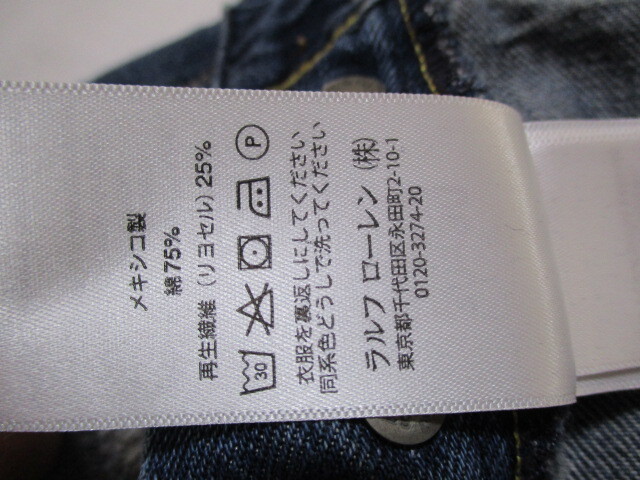 メキシコ製
綿75%
再生繊維（リヨセル）25%
30 P
衣服を裏返しにしてください
同系色どうしで洗ってください
ラルフ ローレン（株）
東京都千代田区永田町2-10-1
0120-3274-20